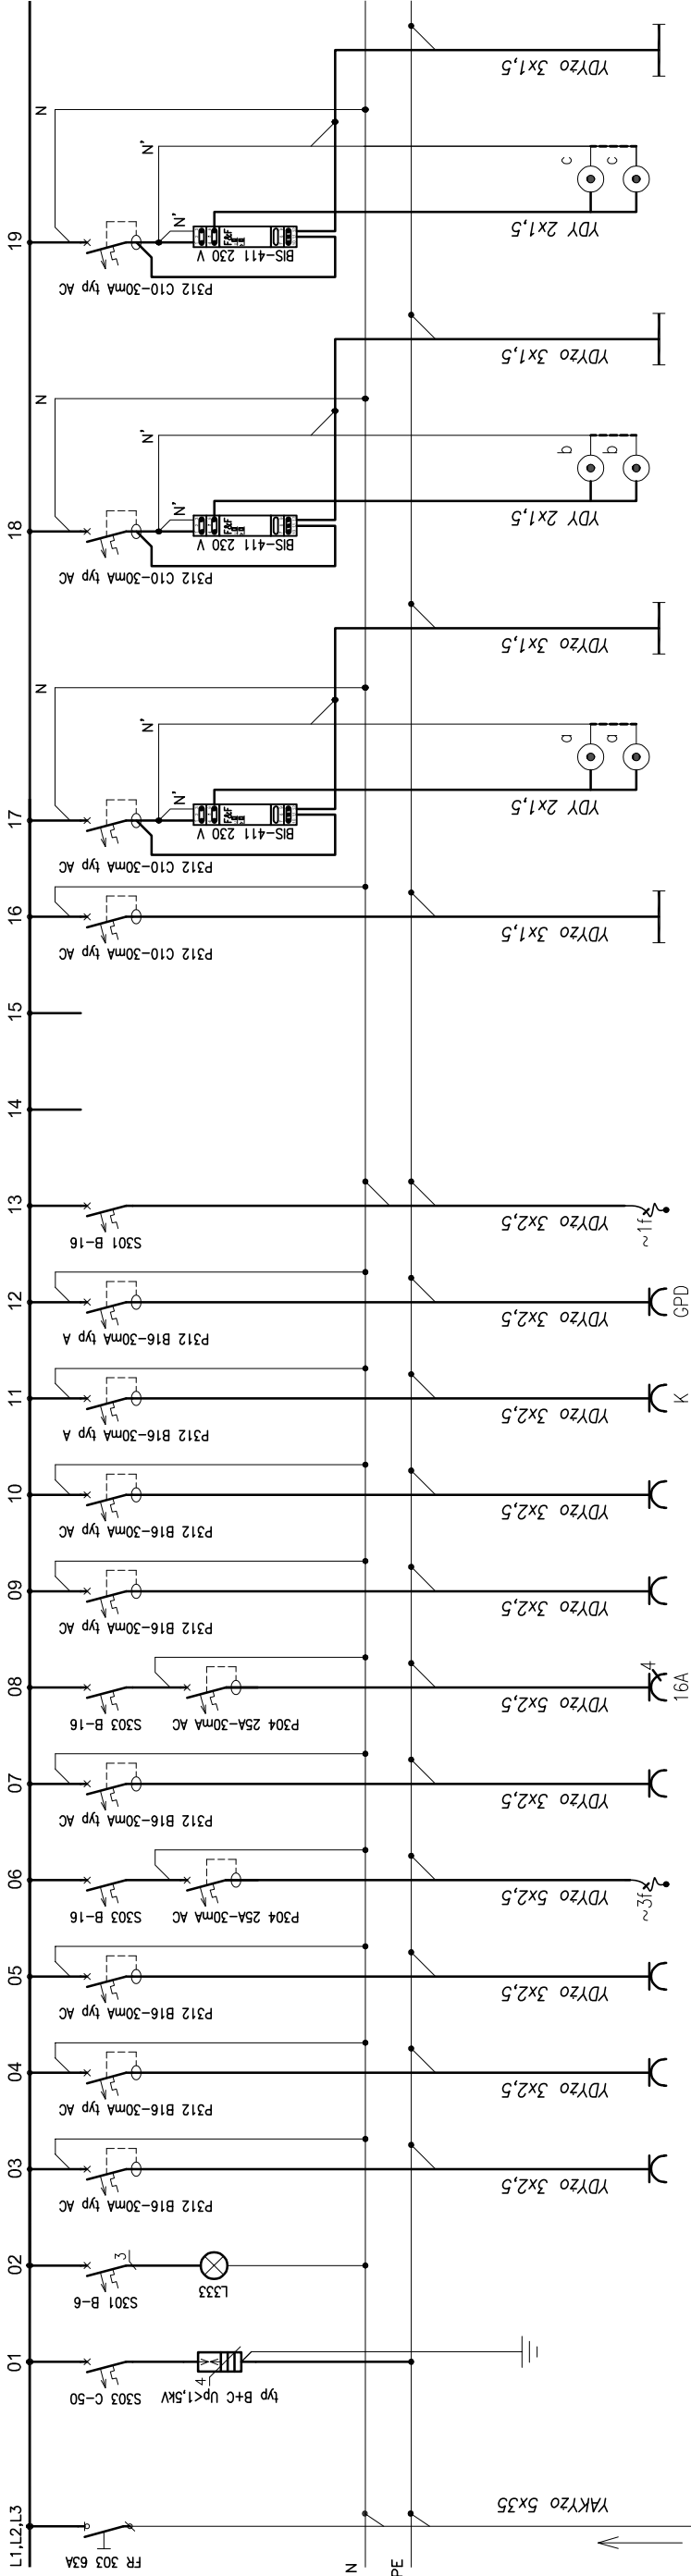 L1,L2,L3
FR 303 63A
N
PE
YAKYżo 5x35
01
S303 C-50
4
typ B+C Up<1,5kV
02
S301 B-6
3
L333
03
P312 B16-30mA typ AC
YDYżo 3x2,5
04
P312 B16-30mA typ AC
YDYżo 3x2,5
05
P312 B16-30mA typ AC
YDYżo 3x2,5
06
S303 B-16
P304 25A-30mA AC
YDYżo 5x2,5
~3f
07
P312 B16-30mA typ AC
YDYżo 3x2,5
08
S303 B-16
P304 25A-30mA AC
YDYżo 5x2,5
4
16A
09
P312 B16-30mA typ AC
YDYżo 3x2,5
10
P312 B16-30mA typ AC
YDYżo 3x2,5
11
P312 B16-30mA typ A
YDYżo 3x2,5
K
12
P312 B16-30mA typ A
YDYżo 3x2,5
GPD
13
S301 B-16
YDYżo 3x2,5
~1f
14
15
16
P312 C10-30mA typ AC
YDYżo 3x1,5
17
P312 C10-30mA typ AC
N
N'
N'
F&F
BIS-411 230 V
YDY 2x1,5
a
a
YDYżo 3x1,5
18
P312 C10-30mA typ AC
N
N'
N'
F&F
BIS-411 230 V
YDY 2x1,5
b
b
YDYżo 3x1,5
19
P312 C10-30mA typ AC
N
N'
N'
F&F
BIS-411 230 V
YDY 2x1,5
c
c
YDYżo 3x1,5